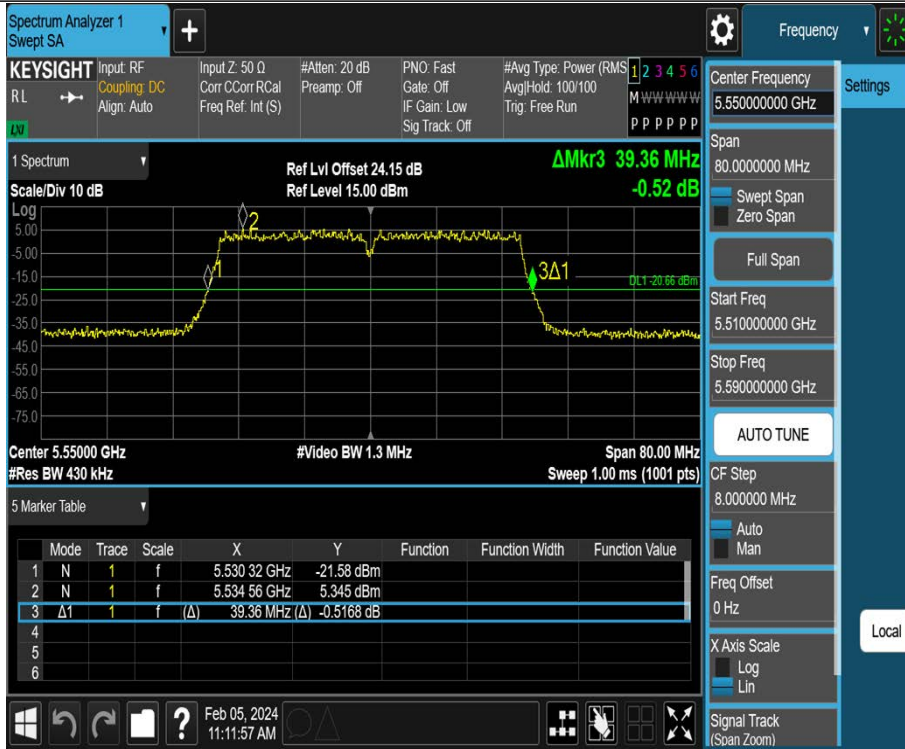 Spectrum Analyzer 1
Swept SA
+
Frequency
KEYSIGHT
RL
LXI
Input: RF
Coupling: DC
Align: Auto
Input Z: 50 Ω
Corr CCorr RCal
Freq Ref: Int (S)
#Atten: 20 dB
Preamp: Off
PNO: Fast
Gate: Off
IF Gain: Low
Sig Track: Off
#Avg Type: Power (RMS
Avg|Hold: 100/100
Trig: Free Run
1 2 3 4 5 6
M W W W W W
P P P P P P
1 Spectrum
Scale/Div 10 dB
Ref Lvl Offset 24.15 dB
Ref Level 15.00 dBm
ΔMkr3 39.36 MHz
-0.52 dB
Log
5.00
-5.00
-15.0
-25.0
-35.0
-45.0
-55.0
-65.0
-75.0
2
1
3Δ1
DL1 -20.66 dBm
Center 5.55000 GHz
#Res BW 430 kHz
#Video BW 1.3 MHz
Span 80.00 MHz
Sweep 1.00 ms (1001 pts)
5 Marker Table
Mode Trace Scale X Y Function Function Width Function Value
1 N 1 f 5.530 32 GHz -21.58 dBm
2 N 1 f 5.534 56 GHz 5.345 dBm
3 Δ1 1 f (Δ) 39.36 MHz (Δ) -0.5168 dB
4
5
6
?
Feb 05, 2024
11:11:57 AM
Center Frequency
5.550000000 GHz
Span
80.0000000 MHz
Swept Span
Zero Span
Full Span
Start Freq
5.510000000 GHz
Stop Freq
5.590000000 GHz
AUTO TUNE
CF Step
8.000000 MHz
Auto
Man
Freq Offset
0 Hz
X Axis Scale
Log
Lin
Signal Track
(Span Zoom)
Settings
Local